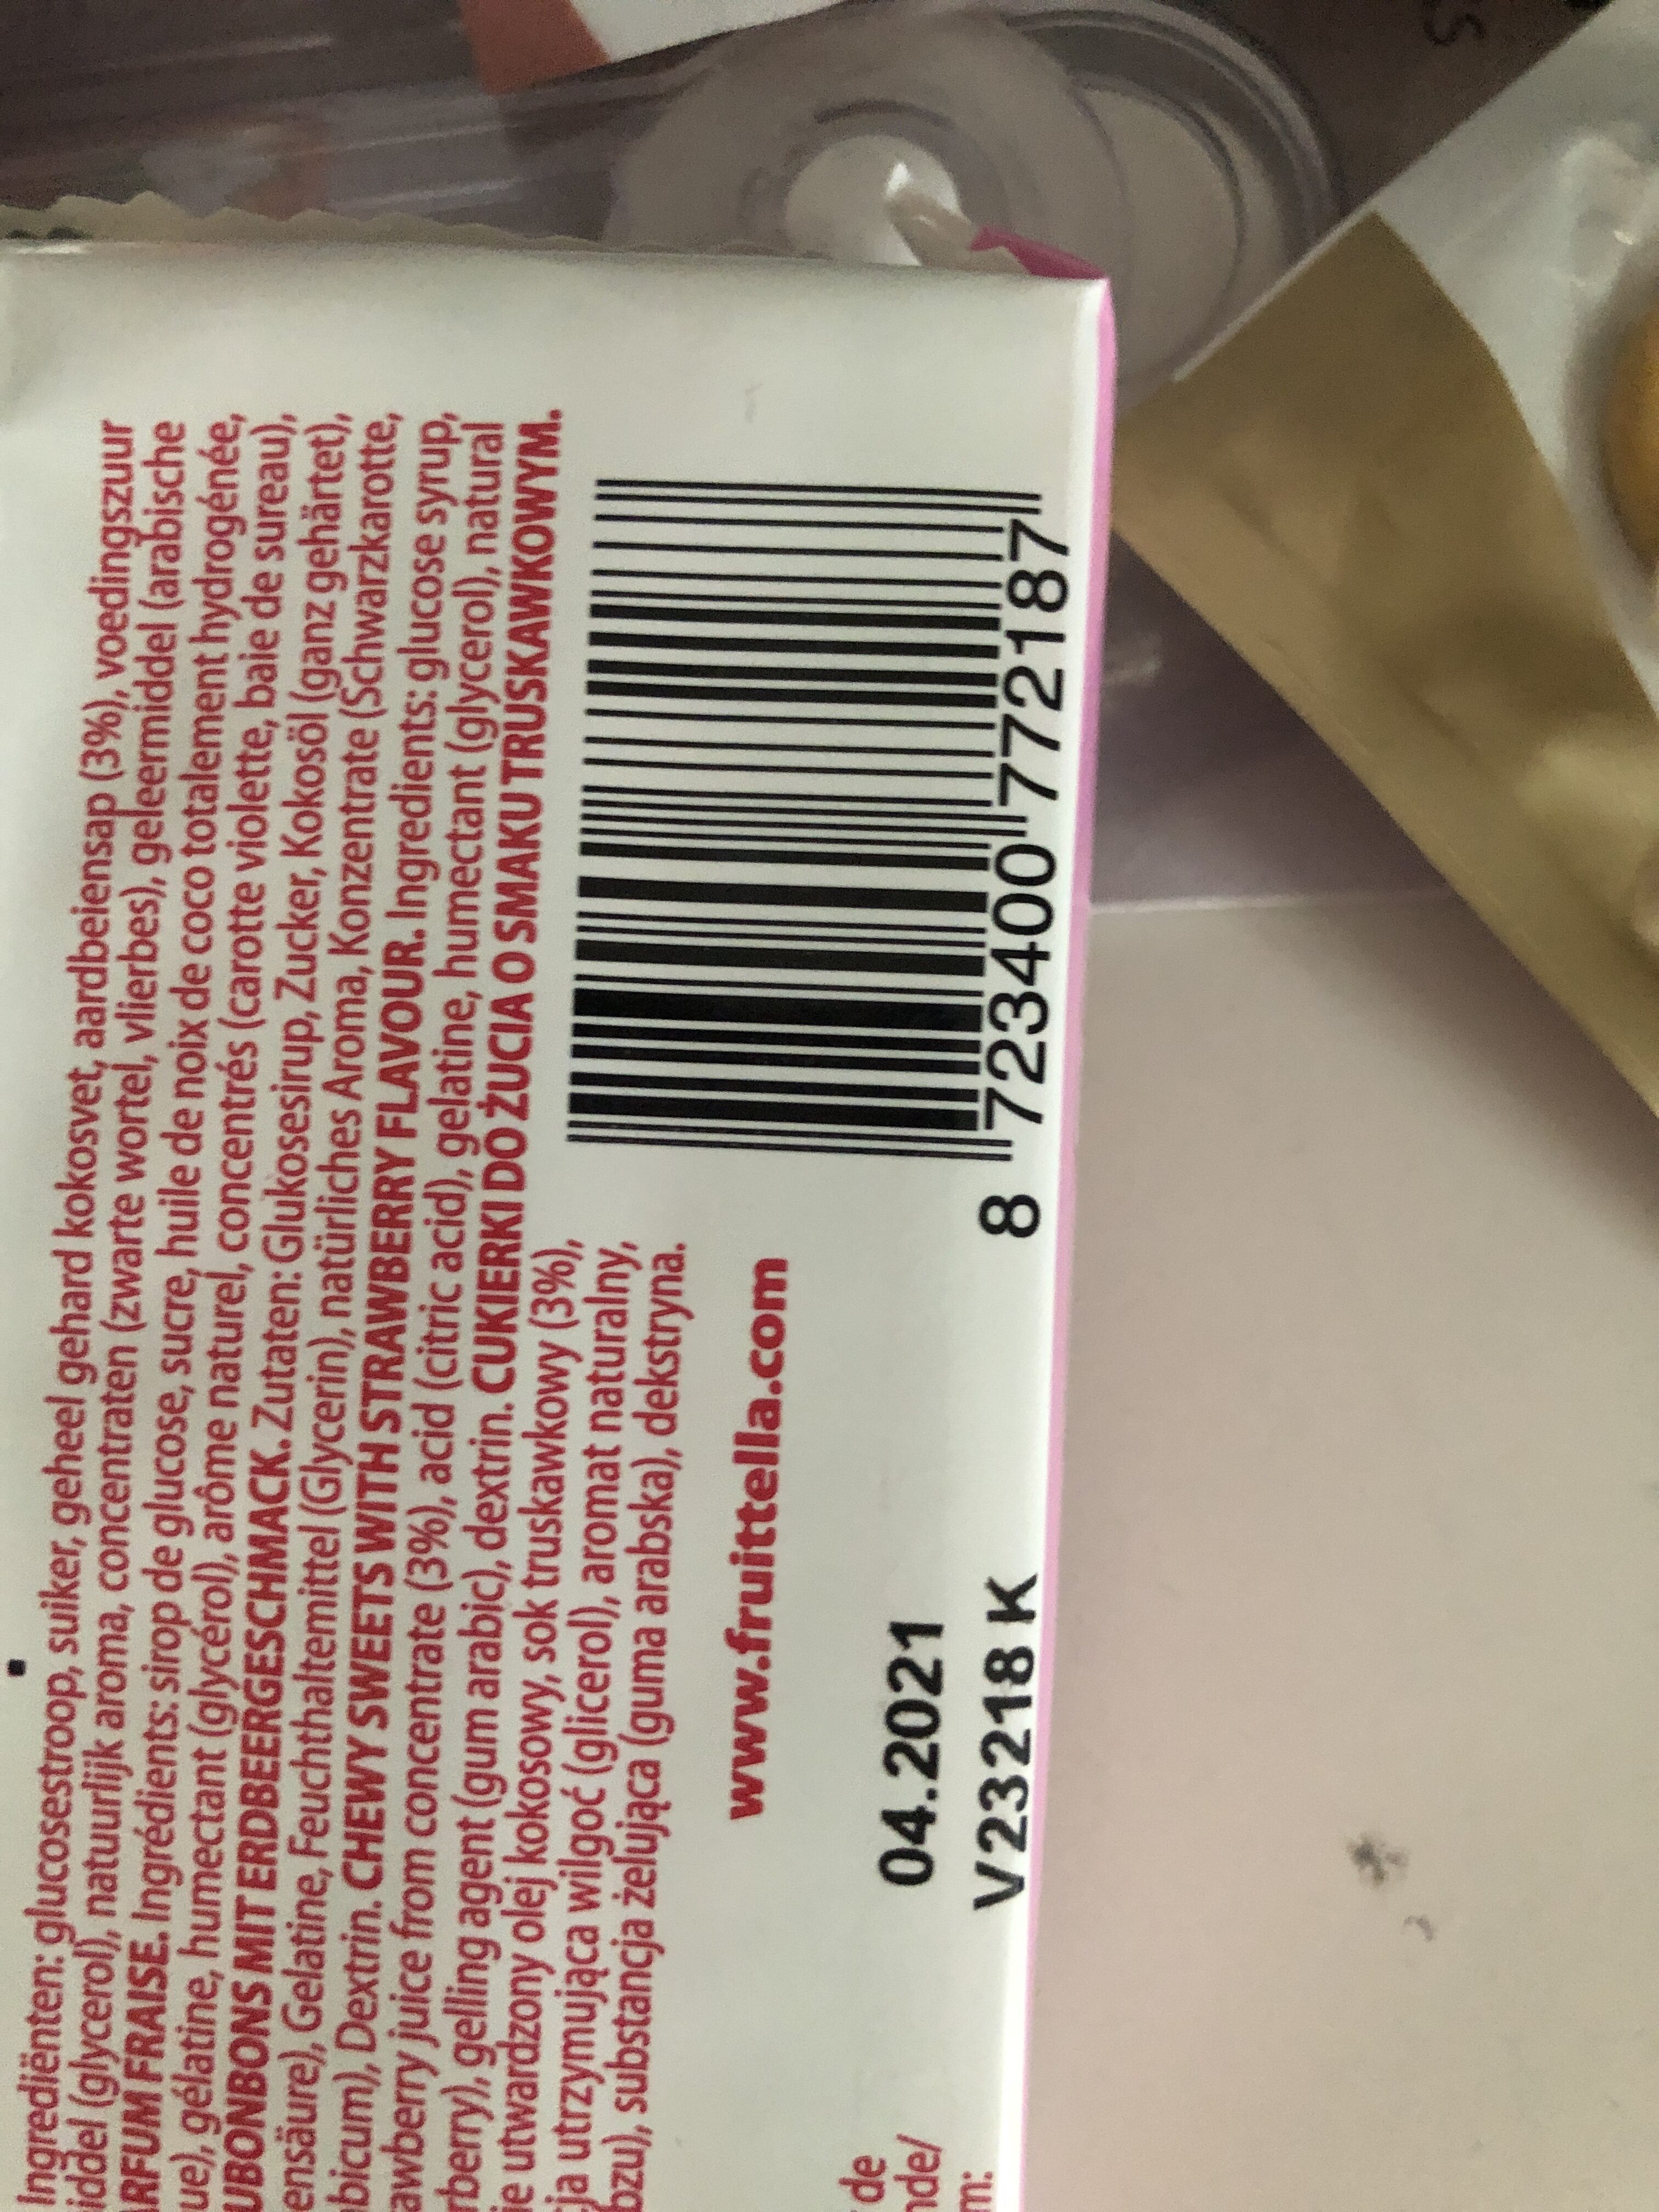 Ingrediënten: glucosestroop, suiker, geheel gehard kokosvet, aardbeiensap (3%), voedingszuur
iddel (glycerol), natuurlijk aroma, concentraten (zwarte wortel, vlierbes), geleermiddel (arabische
ARFUM FRAISE. Ingrédients: sirop de glucose, sucre, huile de noix de coco totalement hydrogénée,
ue), gélatine, humectant (glycérol), arôme naturel, concentrés (carotte violette, baie de sureau),
UBONBONS MIT ERDBEERGESCHMACK. Zutaten: Glukosesirup, Zucker, Kokosöl (ganz gehärtet),
ensäure), Gelatine, Feuchthaltemittel (Glycerin), natürliches Aroma, Konzentrate (Schwarzkarotte,
bicum), Dextrin. CHEWY SWEETS WITH STRAWBERRY FLAVOUR. Ingredients: glucose syrup,
awberry juice from concentrate (3%), acid (citric acid), gelatine, humectant (glycerol), natural
rberry), gelling agent (gum arabic), dextrin. CUKIERKI DO ŻUCIA O SMAKU TRUSKAWKOWYM.
ie utwardzony olej kokosowy, sok truskawkowy (3%),
ja utrzymująca wilgoć (glicerol), aromat naturalny,
bzu), substancja żelująca (guma arabska), dekstryna.
www.fruittella.com
8 723400 772187
04.2021
V23218 K
de
nde/
m: